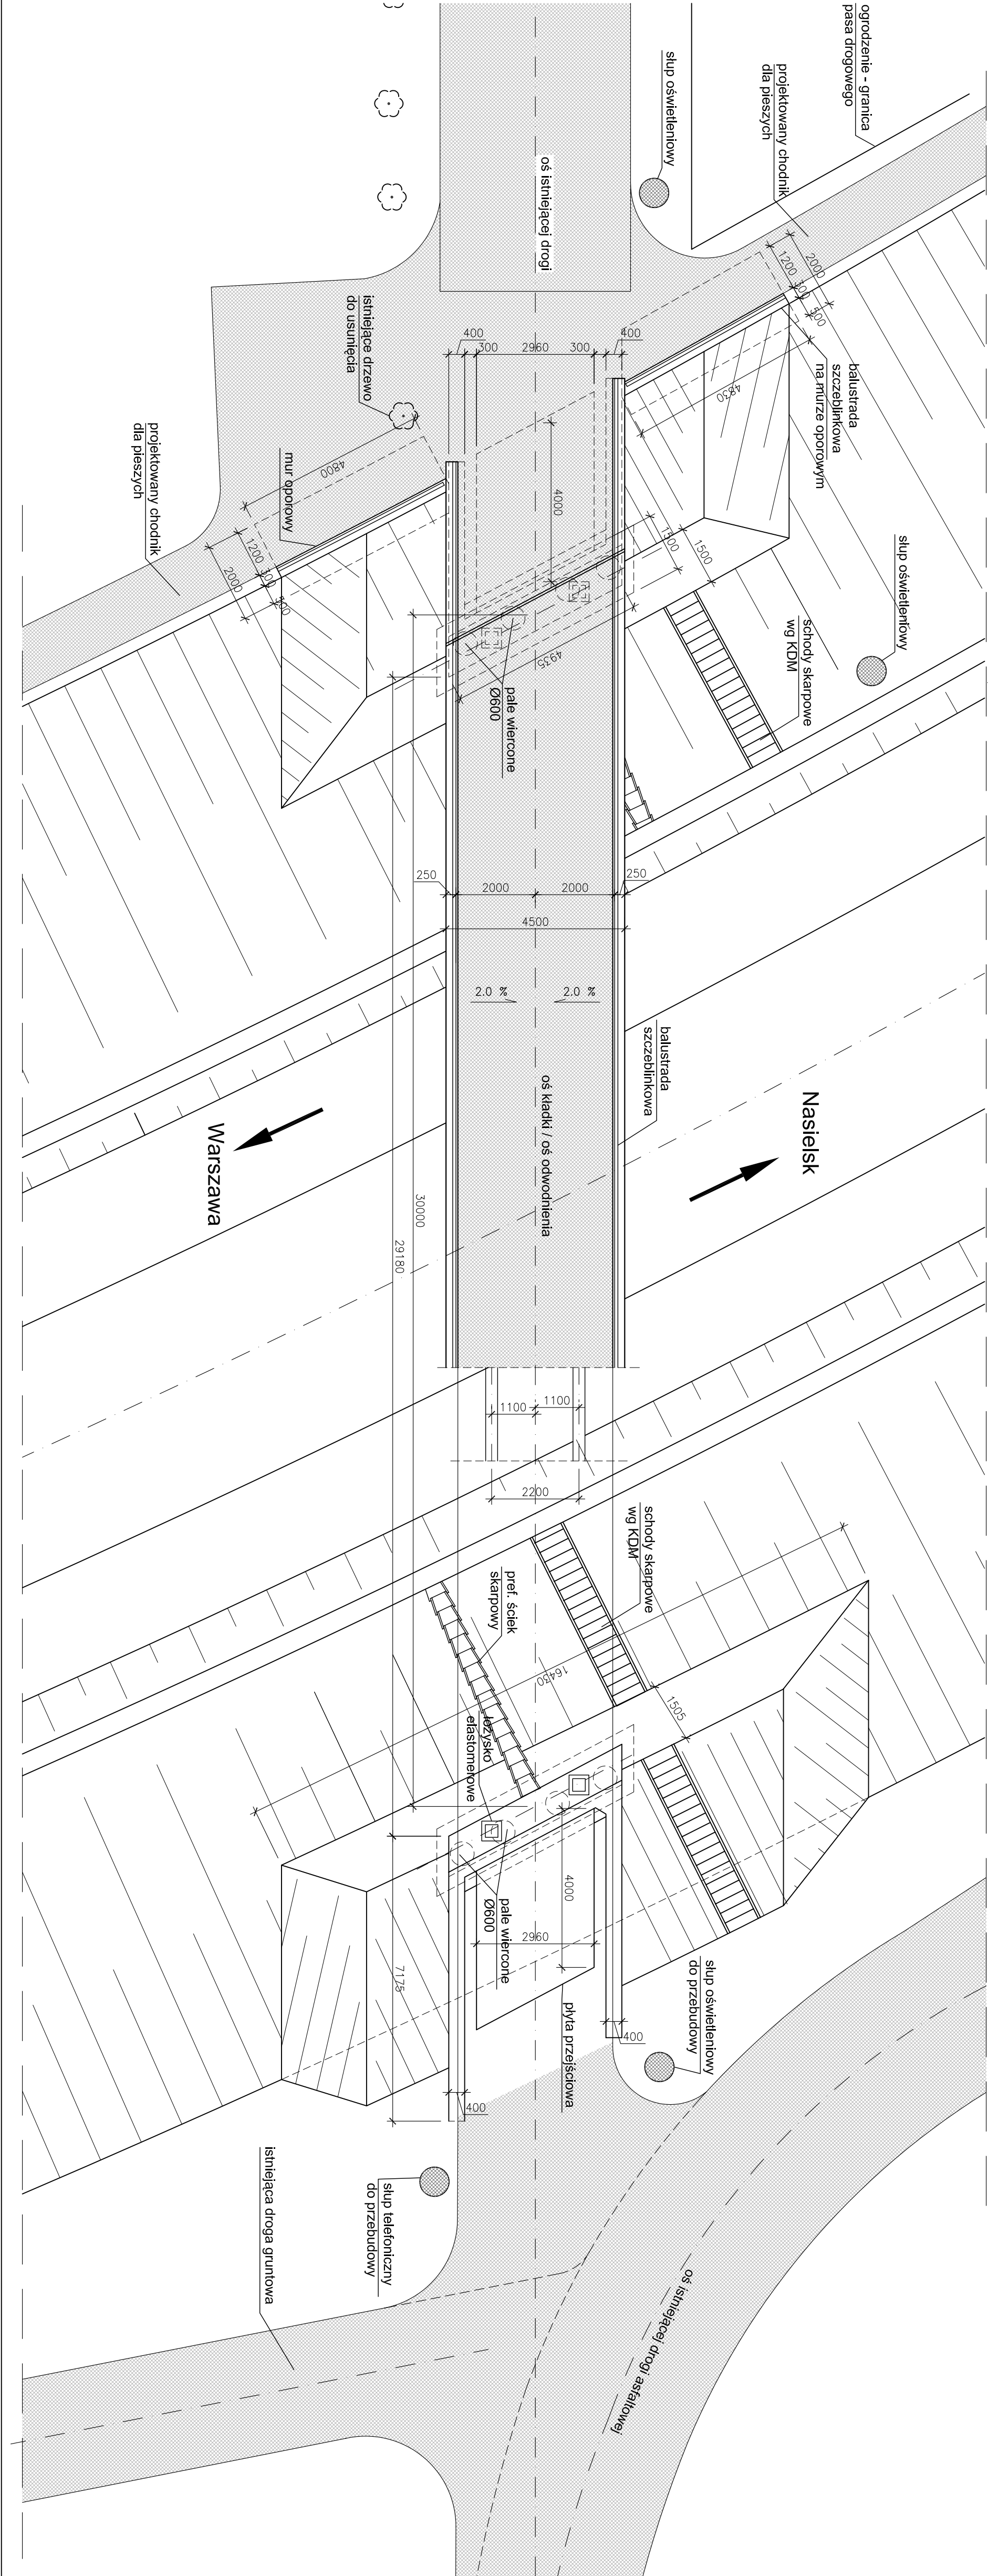 ogrodzenie - granica
pasa drogowego
projektowany chodnik
dla pieszych
słup oświetleniowy
oś istniejącej drogi
2000
1200
300
500
4830
balustrada
szczeblinkowa
na murze oporowym
400
300
2960
300
400
istniejące drzewo
do usunięcia
projektowany chodnik
dla pieszych
mur oporowy
4800
1200
300
500
2000
4000
1500
1500
słup oświetleniowy
schody skarpowe
wg KDM
4935
pale wiercone
Ø600
250
2000
2000
250
4500
2.0 %
2.0 %
balustrada
szczeblinkowa
oś kładki / oś odwodnienia
Nasielsk
Warszawa
30000
29180
1100
1100
2200
schody skarpowe
wg KDM
pref. ściek
skarpowy
16430
1505
łożysko
elastomerowe
pale wiercone
Ø600
4000
2960
7175
płyta przejściowa
400
400
słup oświetleniowy
do przebudowy
słup telefoniczny
do przebudowy
istniejąca droga gruntowa
oś istniejącej drogi asfaltowej